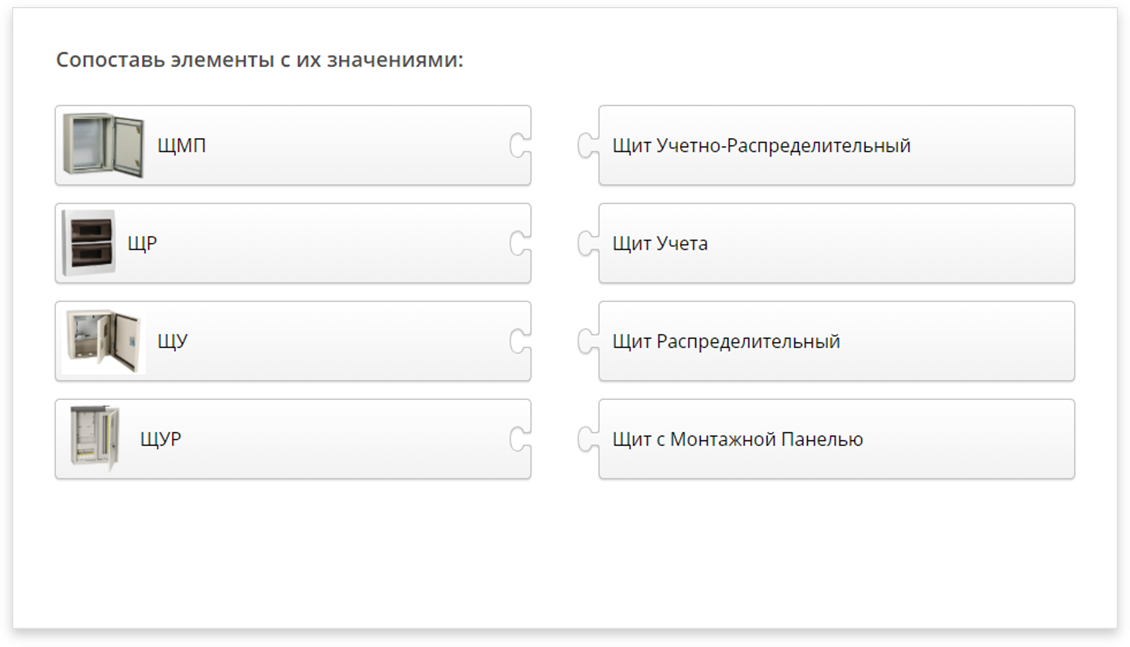 Сопоставь элементы с их значениями:
ЩМП
Щит Учетно-Распределительный
ЩР
Щит Учета
ЩУ
Щит Распределительный
ЩУР
Щит с Монтажной Панелью